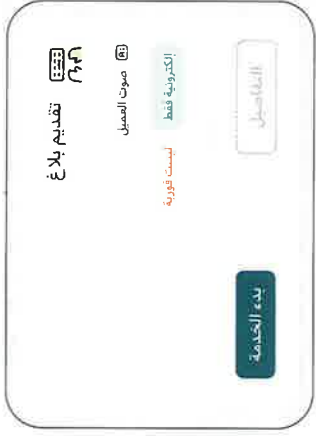 تقديم بلاغ
صوت العميل
إلكترونية فقط ليست فورية
التفاصيل بدء الخدمة